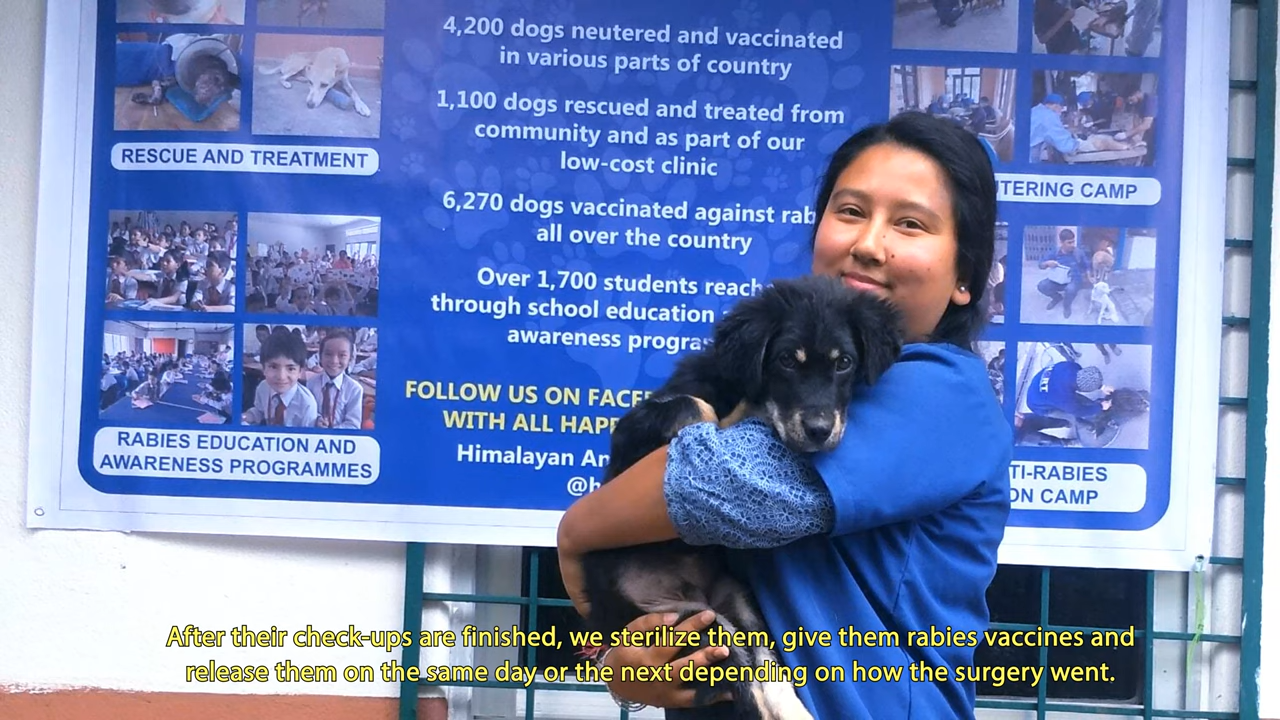 4,200 dogs neutered and vaccinated
in various parts of country
1,100 dogs rescued and treated from
community and as part of our
low-cost clinic
6,270 dogs vaccinated against rab
all over the country
Over 1,700 students reach
through school education
awareness progra
FOLLOW US ON FACE
WITH ALL HAPP
Himalayan An
@h
RESCUE AND TREATMENT
RABIES EDUCATION AND
AWARENESS PROGRAMMES
TERING CAMP
TI-RABIES
ON CAMP
After their check-ups are finished, we sterilize them, give them rabies vaccines and
release them on the same day or the next depending on how the surgery went.